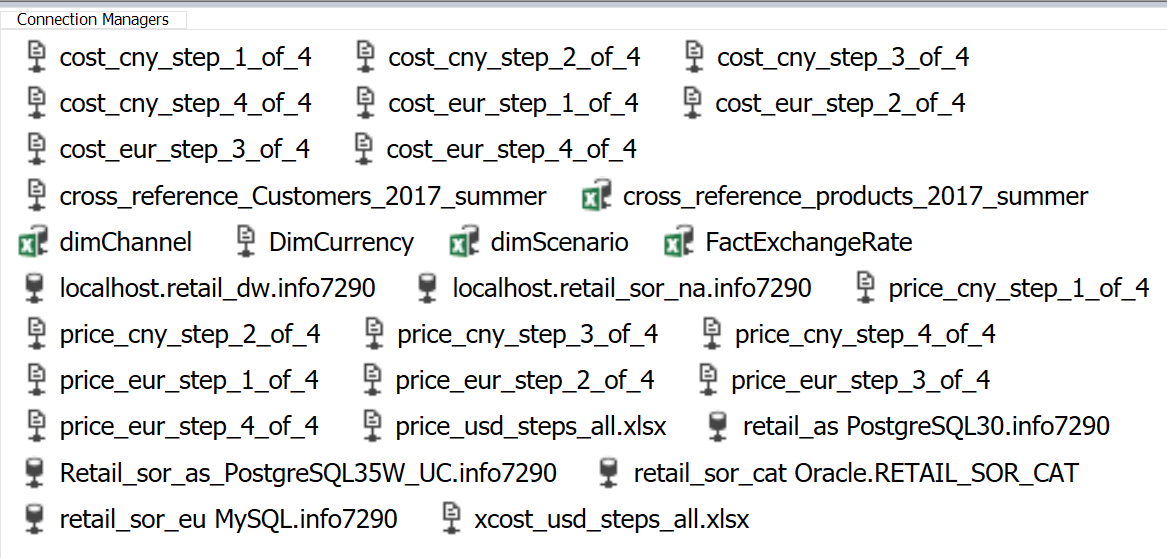 Connection Managers
cost_cny_step_1_of_4 cost_cny_step_2_of_4 cost_cny_step_3_of_4
cost_cny_step_4_of_4 cost_eur_step_1_of_4 cost_eur_step_2_of_4
cost_eur_step_3_of_4 cost_eur_step_4_of_4
cross_reference_Customers_2017_summer cross_reference_products_2017_summer
dimChannel DimCurrency dimScenario FactExchangeRate
localhost.retail_dw.info7290 localhost.retail_sor_na.info7290 price_cny_step_1_of_4
price_cny_step_2_of_4 price_cny_step_3_of_4 price_cny_step_4_of_4
price_eur_step_1_of_4 price_eur_step_2_of_4 price_eur_step_3_of_4
price_eur_step_4_of_4 price_usd_steps_all.xlsx retail_as PostgreSQL30.info7290
Retail_sor_as_PostgreSQL35W_UC.info7290 retail_sor_cat Oracle.RETAIL_SOR_CAT
retail_sor_eu MySQL.info7290 xcost_usd_steps_all.xlsx